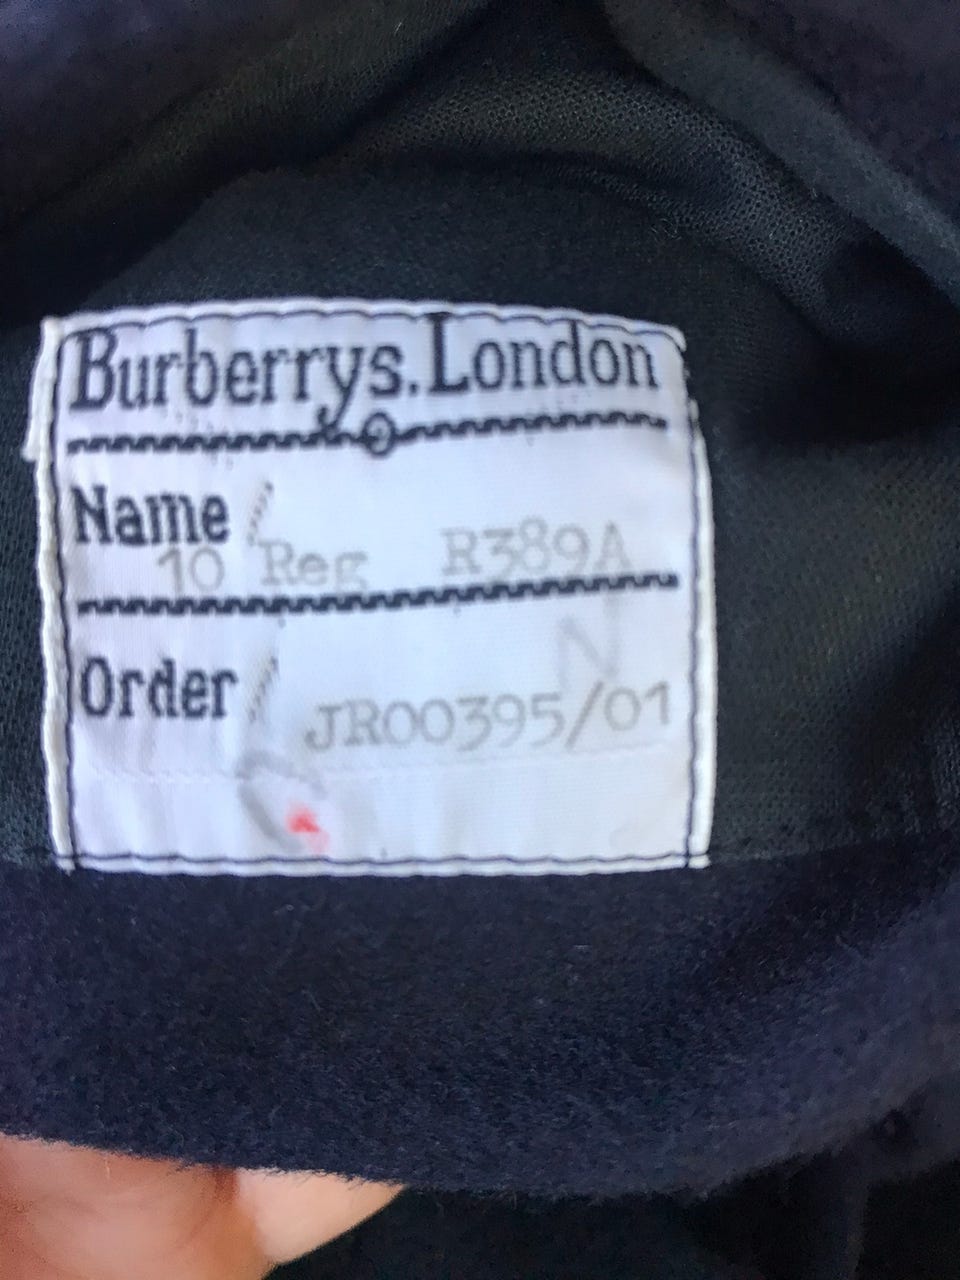 Burberrys. London
Name
10 Reg R389A
N
Order
JR00395/01